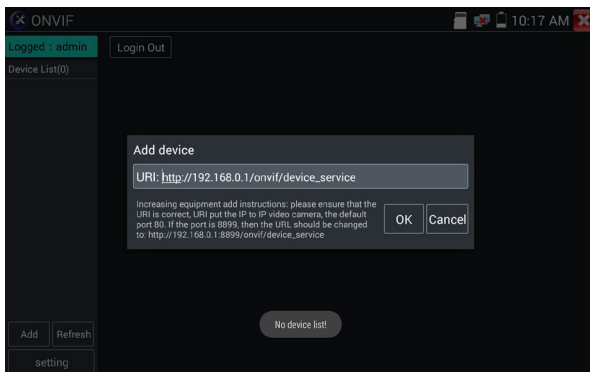 ONVIF
10:17 AM
Logged : admin
Login Out
Device List(0)
Add device
URI: http://192.168.0.1/onvif/device_service
Increasing equipment add instructions: please ensure that the
URI is correct, URI put the IP to IP video camera, the default
port 80. If the port is 8899, then the URL should be changed
to: http://192.168.0.1:8899/onvif/device_service
OK
Cancel
No device list!
Add
Refresh
setting